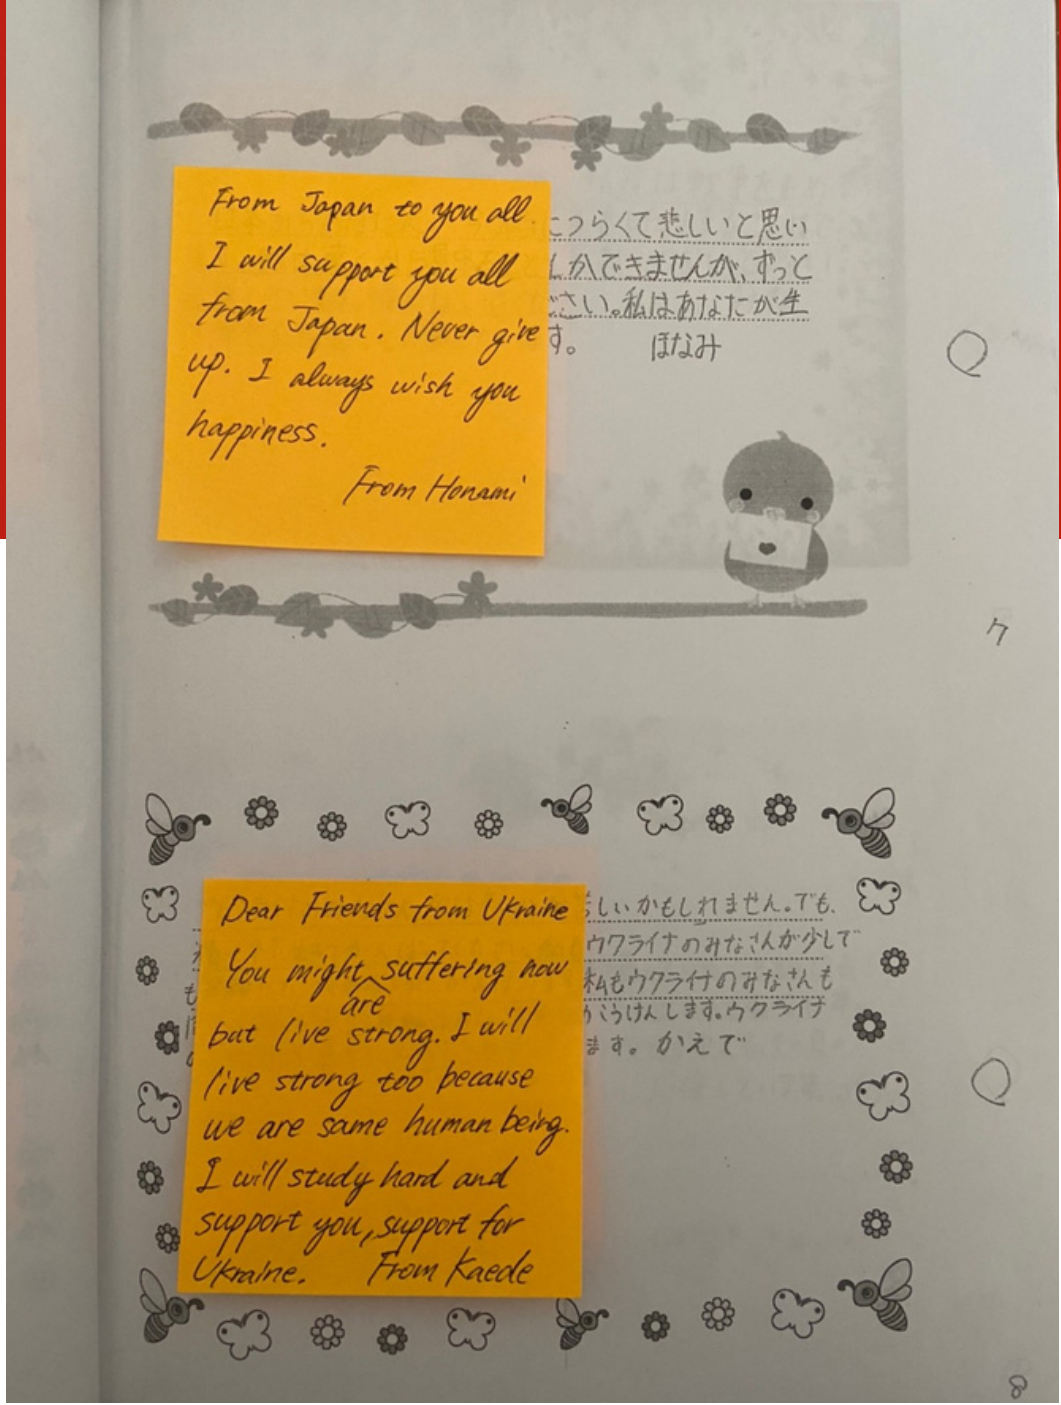 From Japan to you all
I will support you all
from Japan. Never give
up. I always wish you
happiness.
From Honami
つらくて悲しいと思い
かできませんが、ずっと
ださい。私はあなたが生
す。 ほなみ
7
Dear Friends from Ukraine
You might suffering now
are
but live strong. I will
live strong too because
we are same human being.
I will study hard and
support you, support for
Ukraine. From Kaede
しいかもしれません。でも、
ウクライナのみなさんが少しで
も
私もウクライナのみなさんも
こうけんします。ウクライナ
ます。かえで
8